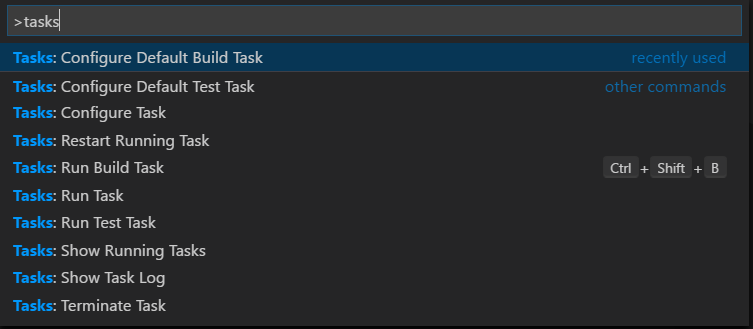 >tasks
Tasks: Configure Default Build Task recently used
Tasks: Configure Default Test Task other commands
Tasks: Configure Task
Tasks: Restart Running Task
Tasks: Run Build Task Ctrl + Shift + B
Tasks: Run Task
Tasks: Run Test Task
Tasks: Show Running Tasks
Tasks: Show Task Log
Tasks: Terminate Task